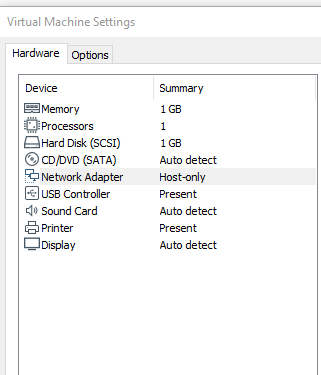 Virtual Machine Settings
Hardware Options
Device Summary
Memory 1 GB
Processors 1
Hard Disk (SCSI) 1 GB
CD/DVD (SATA) Auto detect
Network Adapter Host-only
USB Controller Present
Sound Card Auto detect
Printer Present
Display Auto detect